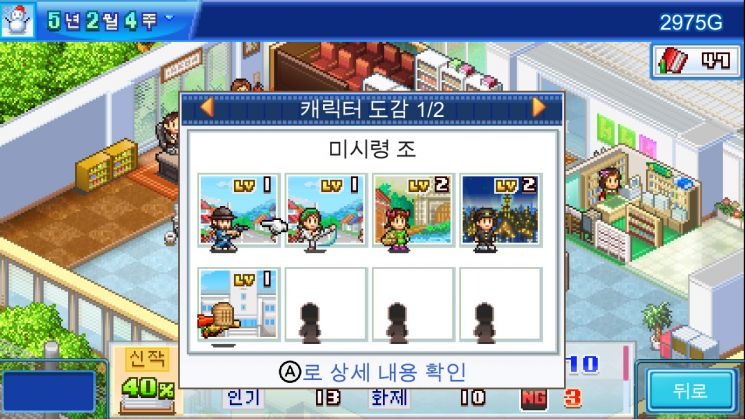 5년 2월 4주
2975G
47
캐릭터 도감 1/2
미시령 조
LV 1
LV 1
LV 2
LV 2
LV 1
Ⓐ로 상세 내용 확인
신작
40%
인기 13 화제 10
10
NG 3
뒤로